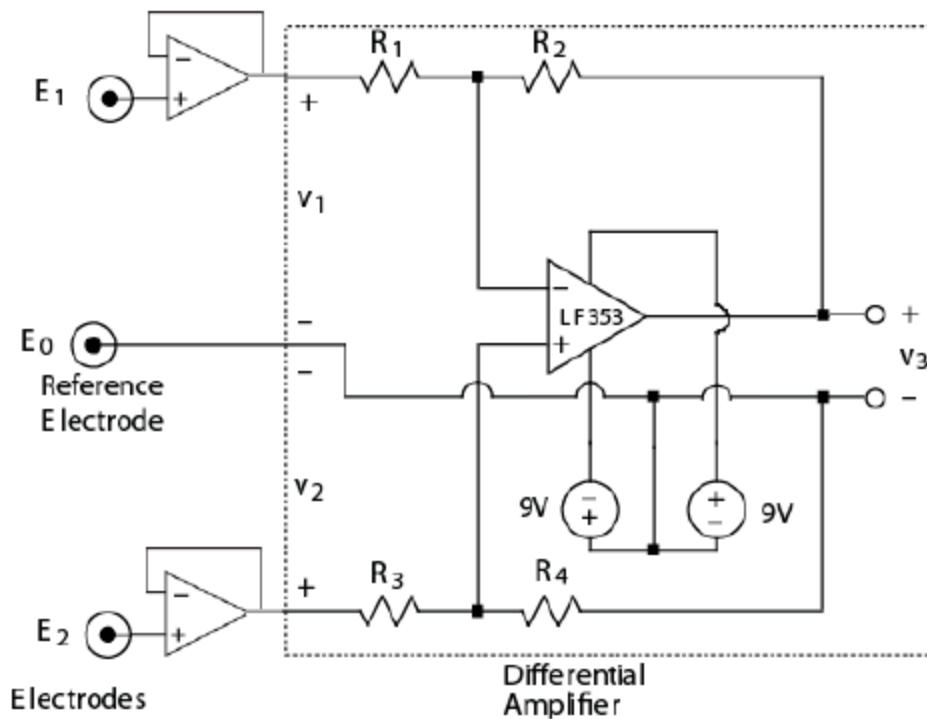 R1
R2
E1
+
−
+
v1
−
LF353
+
−
E0
+
v3
−
Reference
Electrode
−
v2
9V
−
+
+
−
9V
+
R3
R4
−
+
E2
Electrodes
Differential
Amplifier